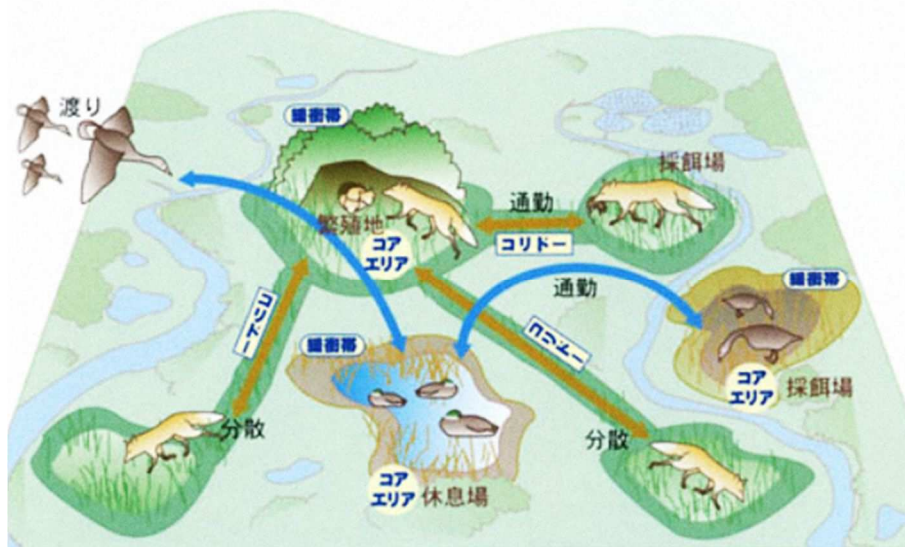 渡り
緩衝帯
採餌場
繁殖地
通勤
コリドー
コア
エリア
通勤
緩衝帯
コリドー
コリドー
緩衝帯
コア
エリア
採餌場
分散
分散
コア
エリア
休息場